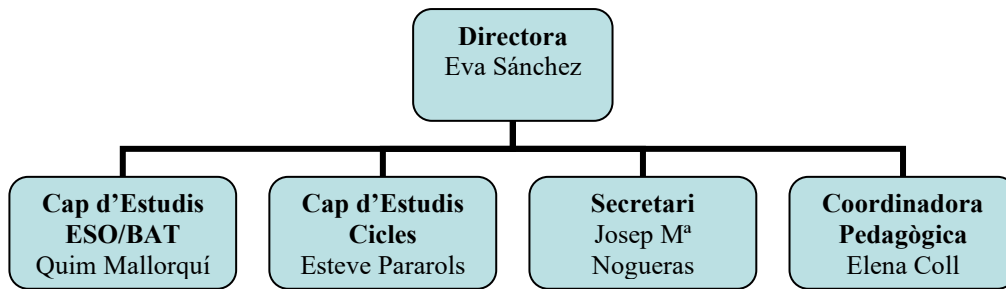 Directora
Eva Sánchez
Cap d’Estudis
ESO/BAT
Quim Mallorquí
Cap d’Estudis
Cicles
Esteve Pararols
Secretari
Josep Mª
Nogueras
Coordinadora
Pedagògica
Elena Coll